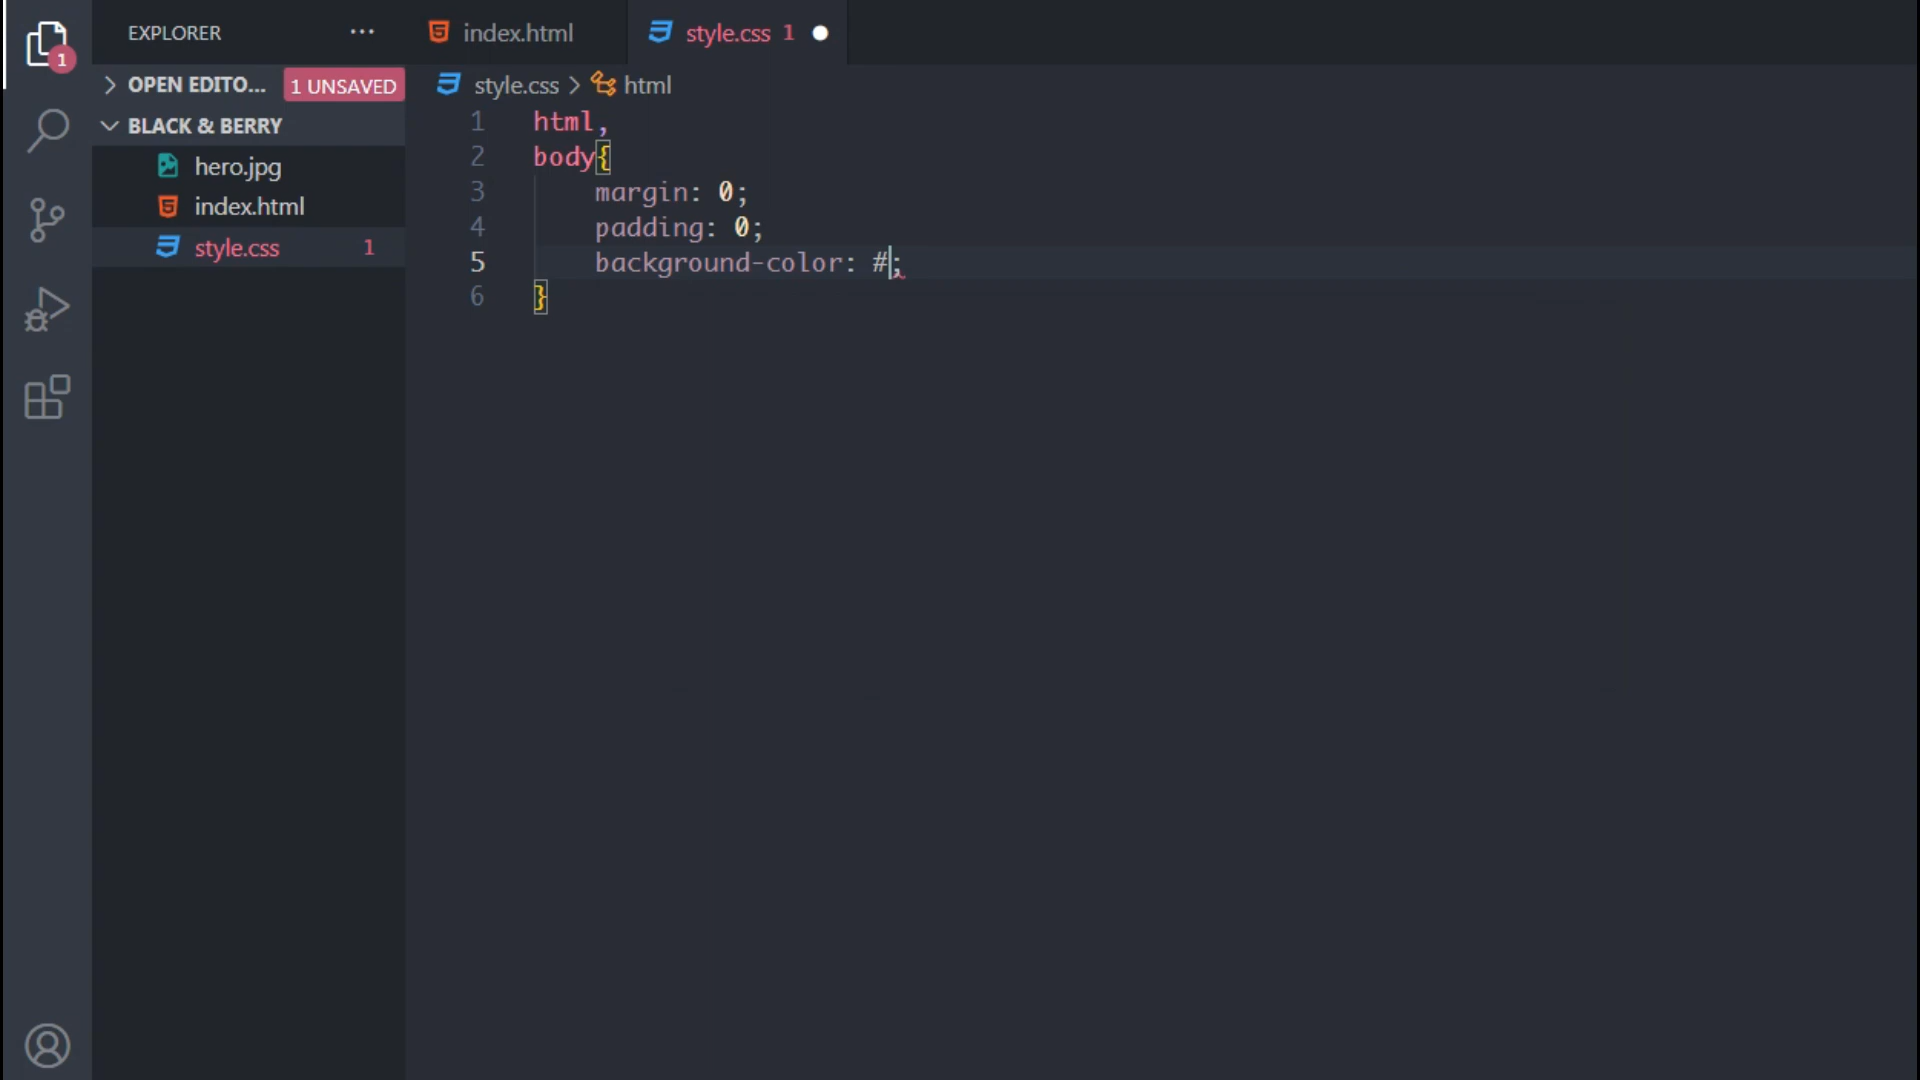 EXPLORER ...
index.html
style.css 1
1
OPEN EDITO... 1 UNSAVED
style.css > html
BLACK & BERRY
hero.jpg
index.html
style.css 1
1 html,
2 body{
3 margin: 0;
4 padding: 0;
5 background-color: #;
6 }